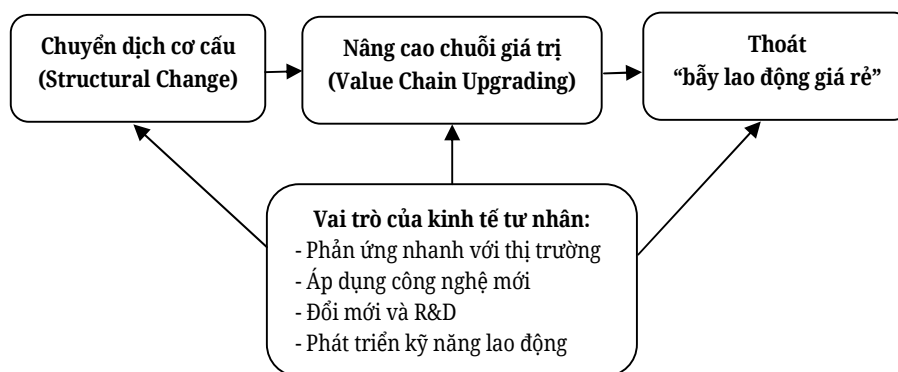 Chuyển dịch cơ cấu
(Structural Change)
Nâng cao chuỗi giá trị
(Value Chain Upgrading)
Thoát
“bẫy lao động giá rẻ”
Vai trò của kinh tế tư nhân:
- Phản ứng nhanh với thị trường
- Áp dụng công nghệ mới
- Đổi mới và R&D
- Phát triển kỹ năng lao động